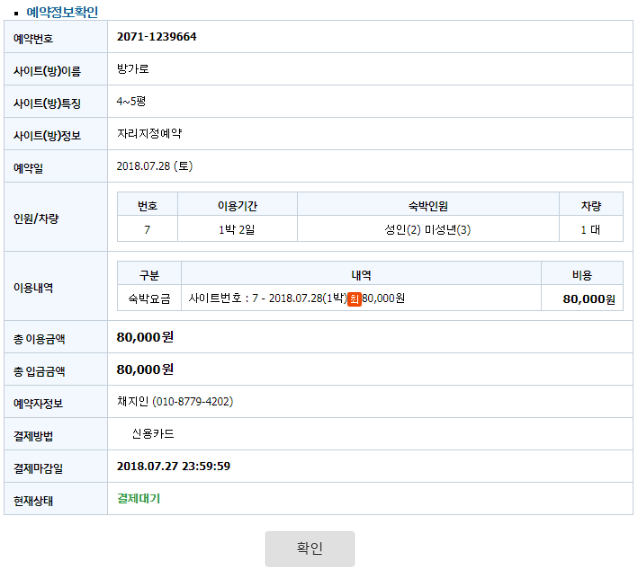 예약정보확인
예약번호 2071-1239664
사이트(방)이름 방가로
사이트(방)특징 4~5평
사이트(방)정보 자리지정예약
예약일 2018.07.28 (토)
인원/차량
번호 이용기간 숙박인원 차량
7 1박 2일 성인(2) 미성년(3) 1 대
이용내역
구분 내역 비용
숙박요금 사이트번호 : 7 - 2018.07.28(1박) 80,000원 80,000원
총 이용금액 80,000원
총 입금금액 80,000원
예약자정보 채지인 (010-8779-4202)
결제방법 신용카드
결제마감일 2018.07.27 23:59:59
현재상태 결제대기
확인